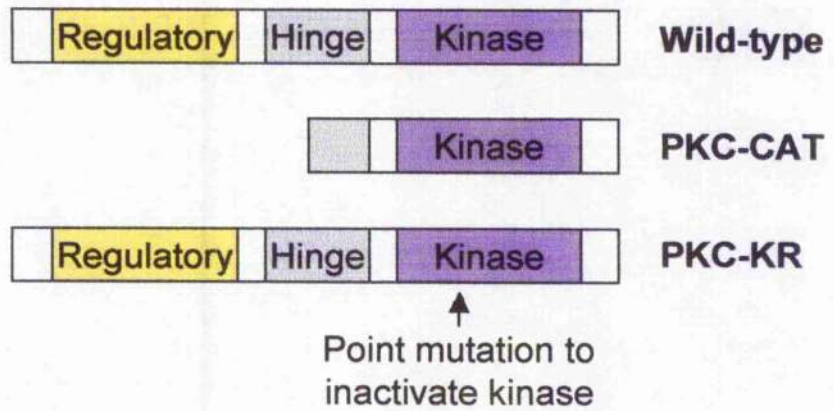 Regulatory Hinge Kinase Wild-type
Kinase PKC-CAT
Regulatory Hinge Kinase PKC-KR
Point mutation to
inactivate kinase